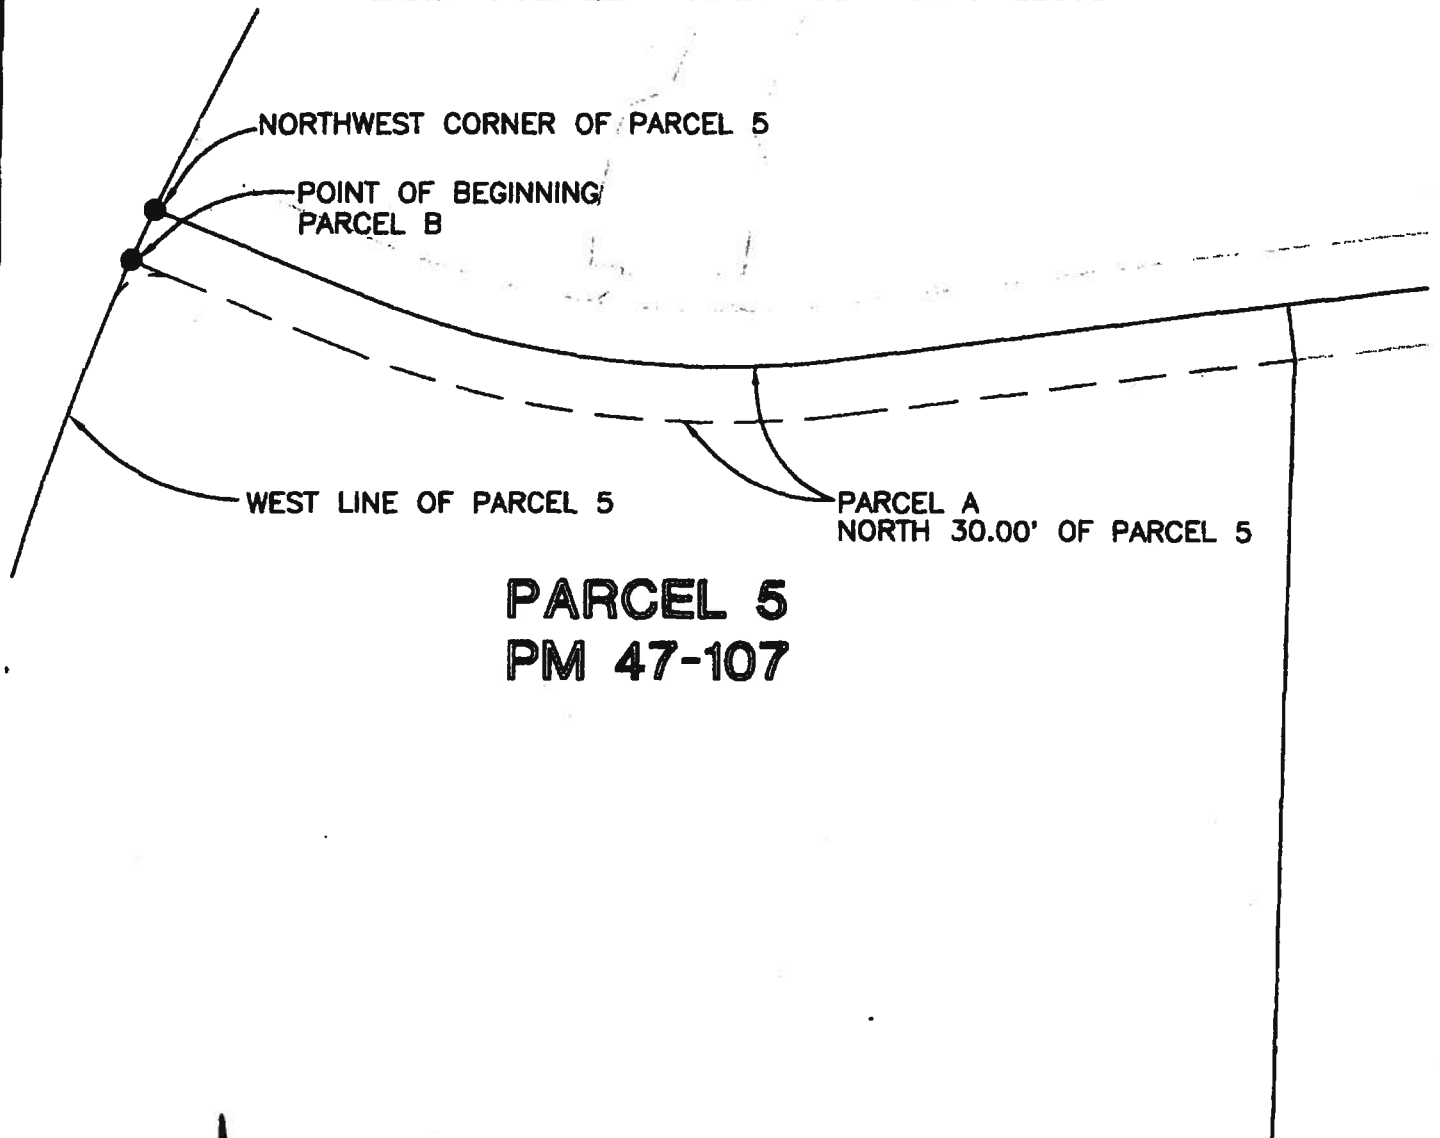 NORTHWEST CORNER OF PARCEL 5
POINT OF BEGINNING
PARCEL B
WEST LINE OF PARCEL 5
PARCEL A
NORTH 30.00' OF PARCEL 5
PARCEL 5
PM 47-107